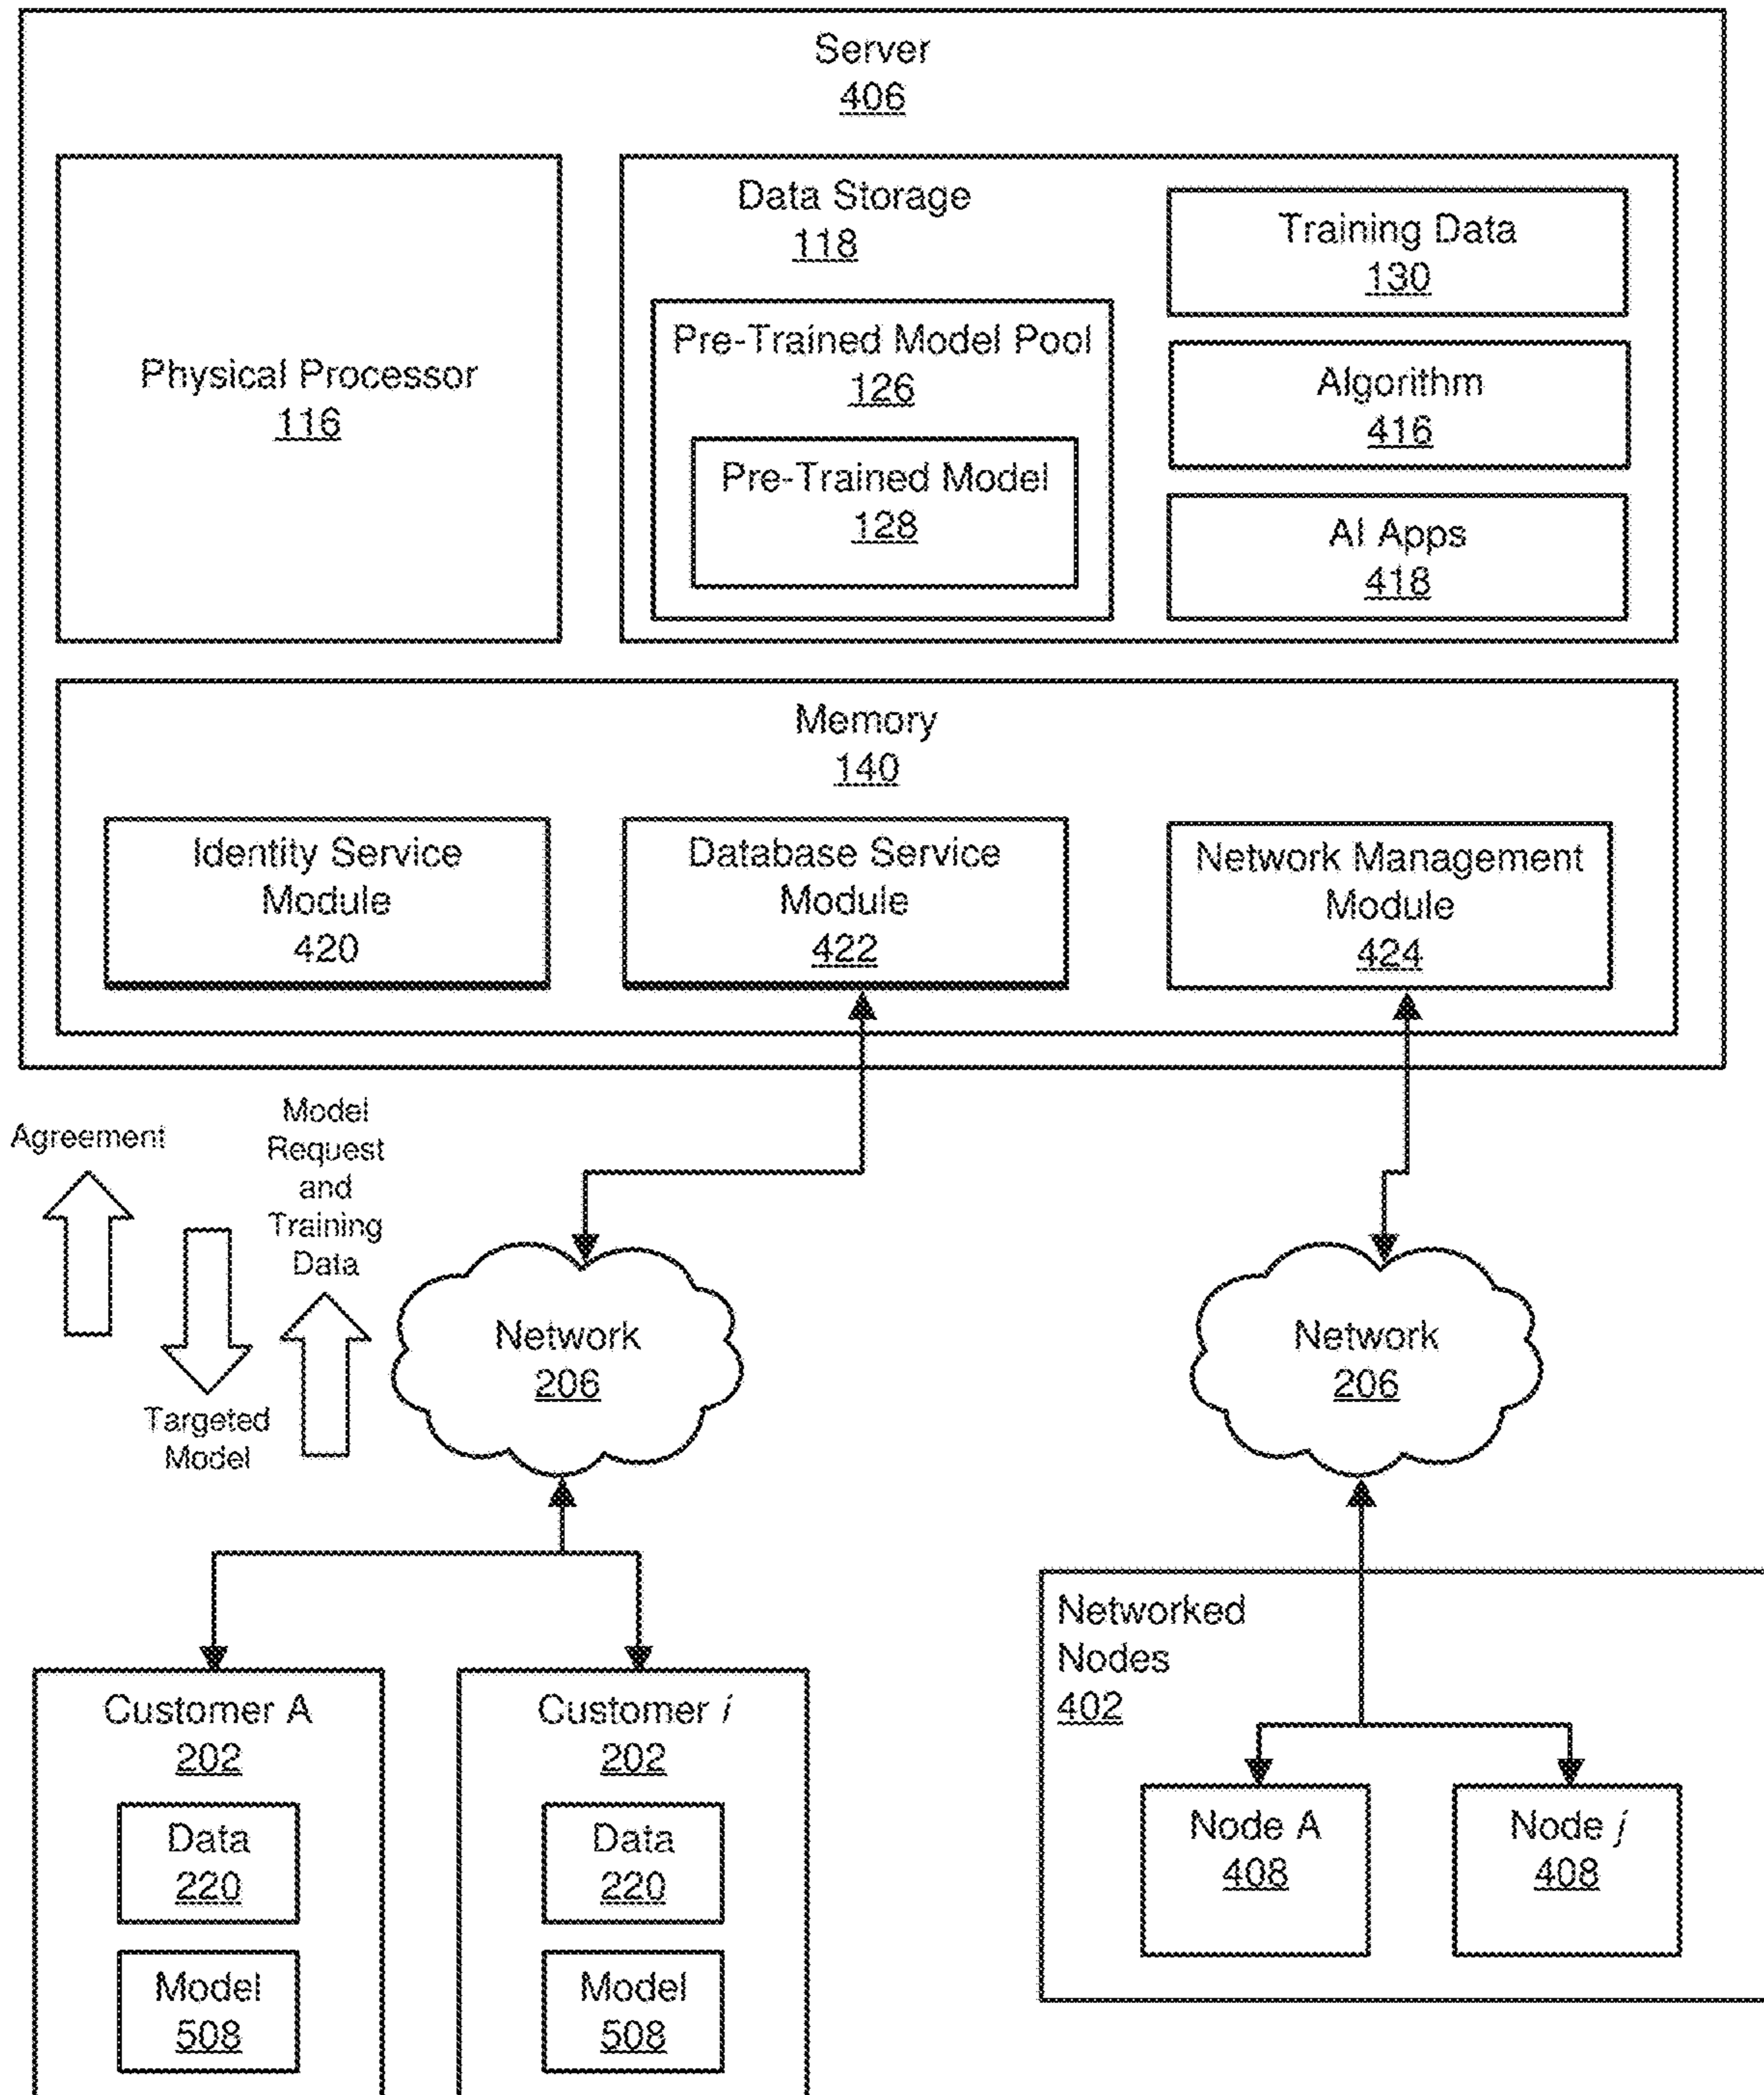 Server
406
Physical Processor
116
Data Storage
118
Pre-Trained Model Pool
126
Pre-Trained Model
128
Training Data
130
Algorithm
416
AI Apps
418
Memory
140
Identity Service
Module
420
Database Service
Module
422
Network Management
Module
424
Agreement
Targeted
Model
Model
Request
and
Training
Data
Network
206
Network
206
Customer A
202
Data
220
Model
508
Customer i
202
Data
220
Model
508
Networked
Nodes
402
Node A
408
Node j
408